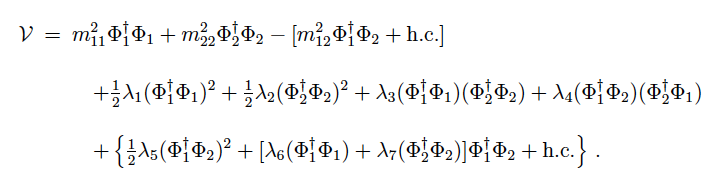 𝒱 = m²₁₁Φ₁†Φ₁ + m²₂₂Φ₂†Φ₂ − [m²₁₂Φ₁†Φ₂ + h.c.]
+½λ₁(Φ₁†Φ₁)² + ½λ₂(Φ₂†Φ₂)² + λ₃(Φ₁†Φ₁)(Φ₂†Φ₂) + λ₄(Φ₁†Φ₂)(Φ₂†Φ₁)
+ {½λ₅(Φ₁†Φ₂)² + [λ₆(Φ₁†Φ₁) + λ₇(Φ₂†Φ₂)]Φ₁†Φ₂ + h.c.} .